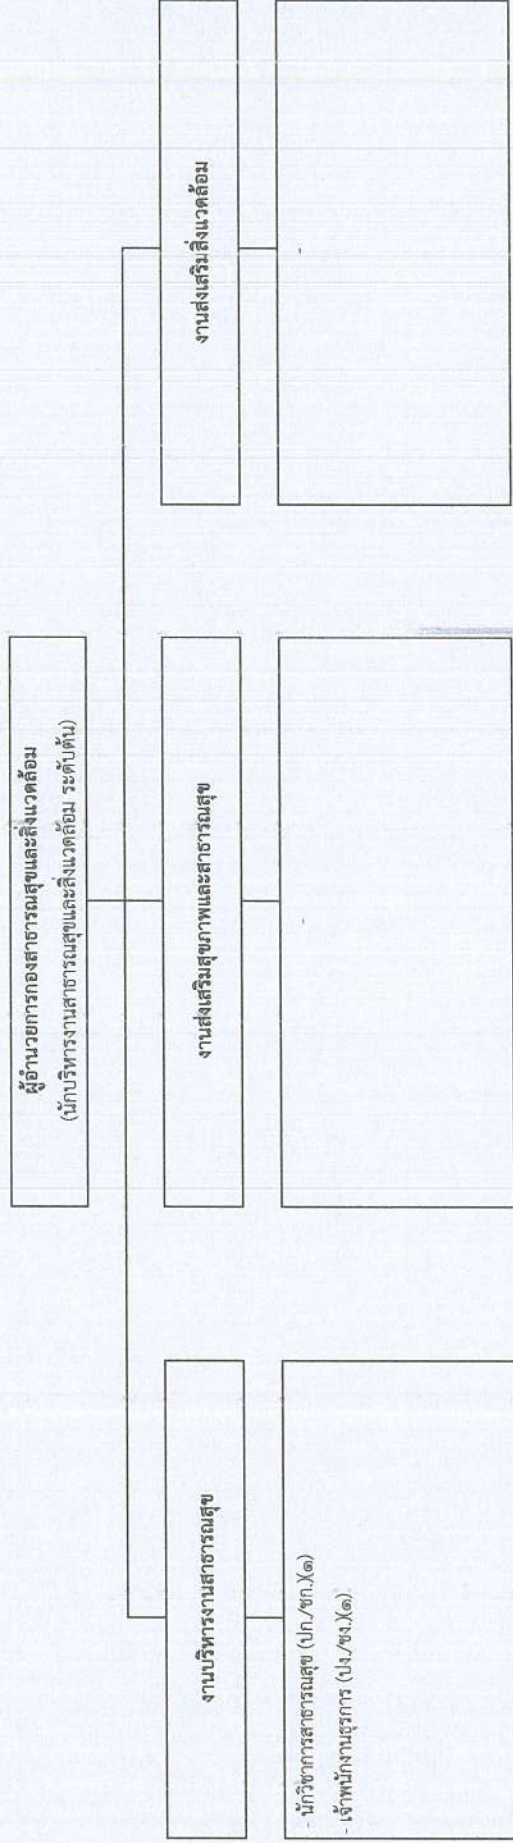 ผู้อำนวยการกองสาธารณสุขและสิ่งแวดล้อม
(นักบริหารงานสาธารณสุขและสิ่งแวดล้อม ระดับต้น)
งานบริหารงานสาธารณสุข
- นักวิชาการสาธารณสุข (ปก./ชก.)(๑)
- เจ้าพนักงานธุรการ (ปง./ชง.)(๑)
งานส่งเสริมสุขภาพและสาธารณสุข
-
งานส่งเสริมสิ่งแวดล้อม
-